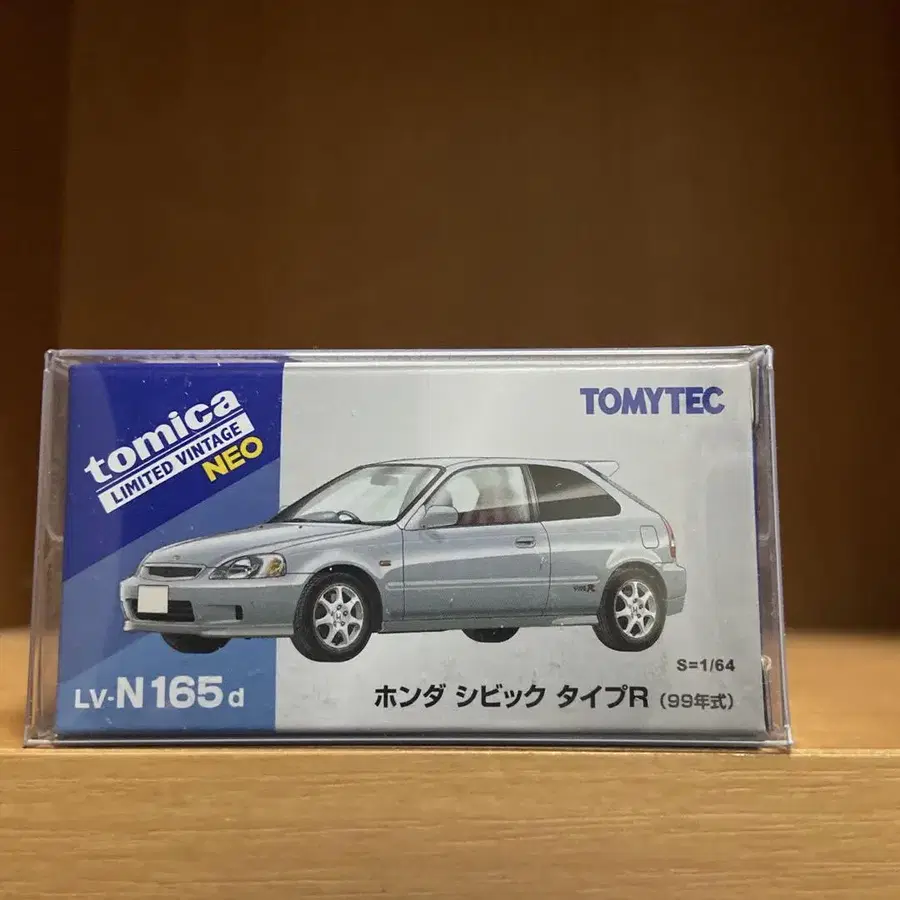 tomica
LIMITED VINTAGE
NEO
TOMYTEC
TYPE R
S=1/64
LV-N165d
ホンダ シビック タイプR (99年式)